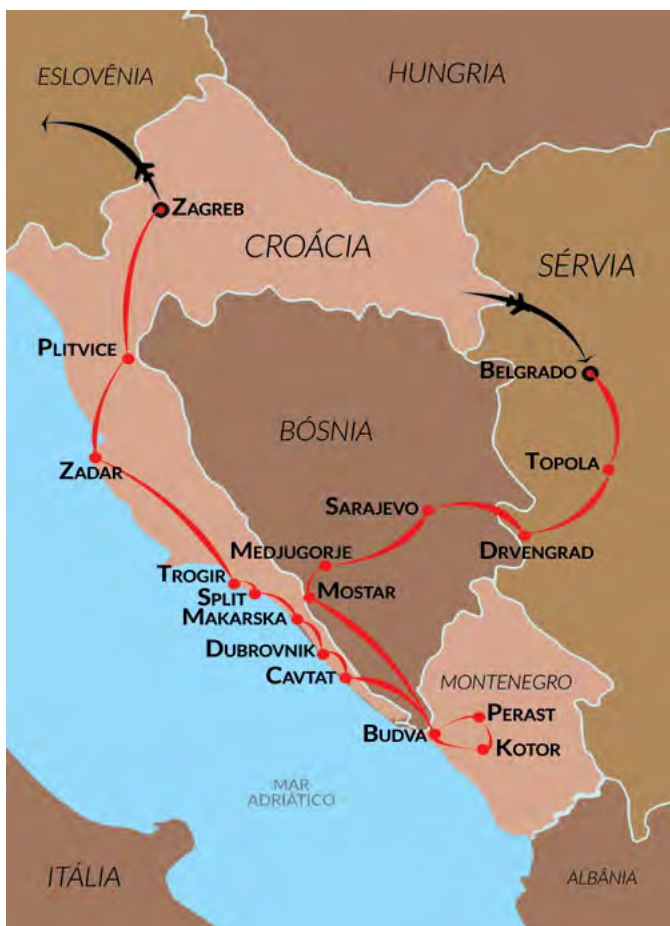 ESLOVÊNIA
HUNGRIA
ZAGREB
CROÁCIA
SÉRVIA
PLITVICE
BELGRADO
BÓSNIA
ZADAR
TOPOLA
SARAJEVO
DRVENGRAD
MEDJUGORJE
TROGIR
MOSTAR
SPLIT
MAKARSKA
DUBROVNIK
CAVTAT
MONTENEGRO
PERAST
BUDVA
KOTOR
MAR
ADRIÁTICO
ITÁLIA
ALBÂNIA